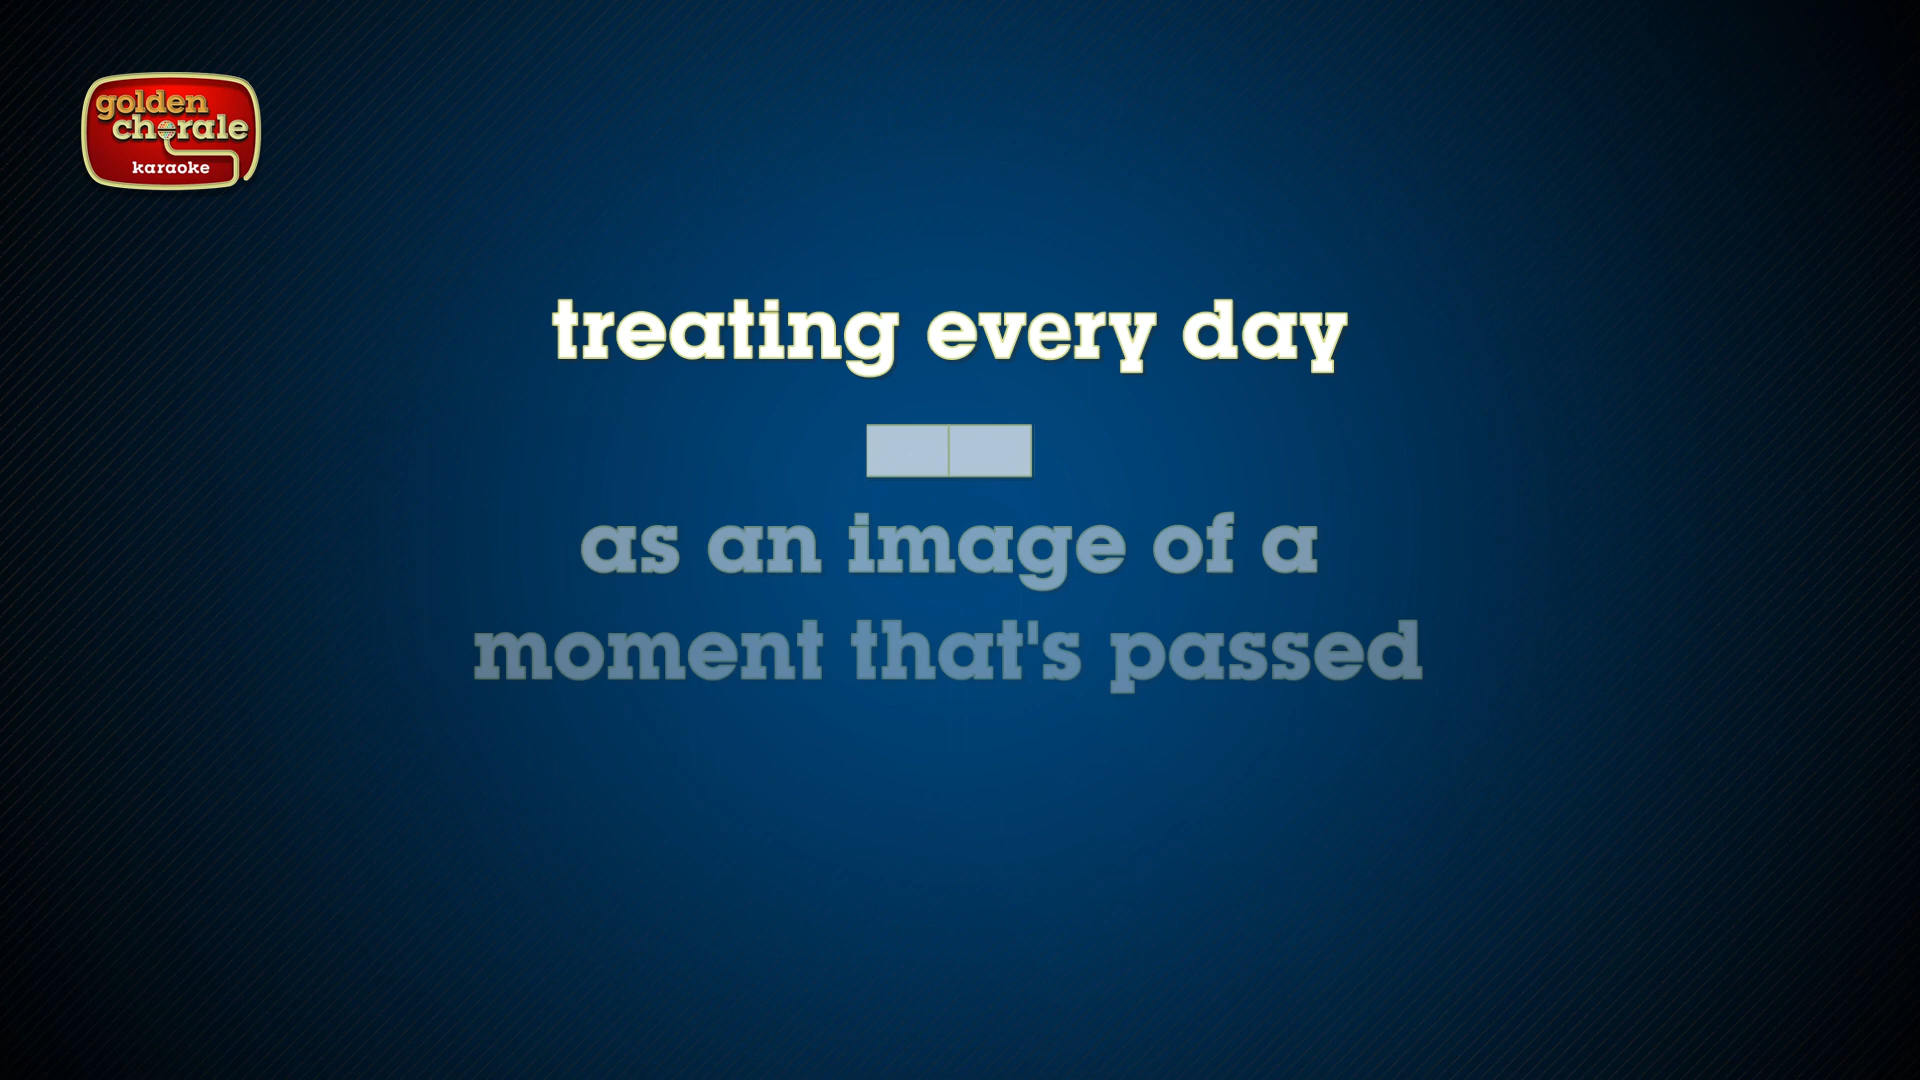 golden
chorale
karaoke
treating every day
as an image of a
moment that's passed